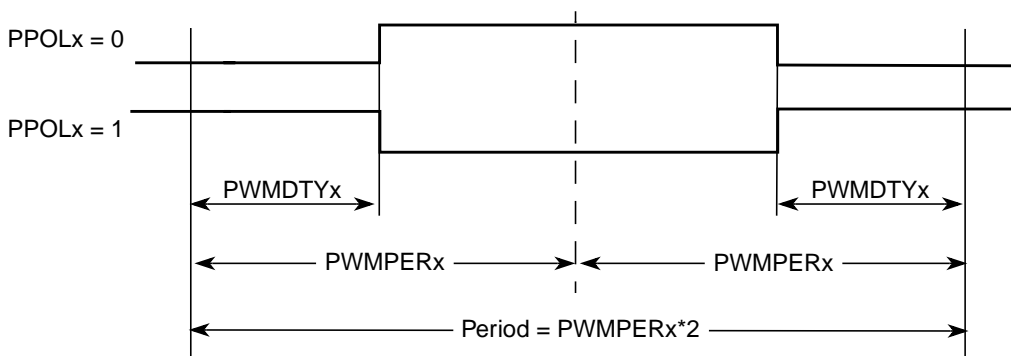 PPOLx = 0
PPOLx = 1
PWMDTYx PWMDTYx
PWMPERx PWMPERx
Period = PWMPERx*2